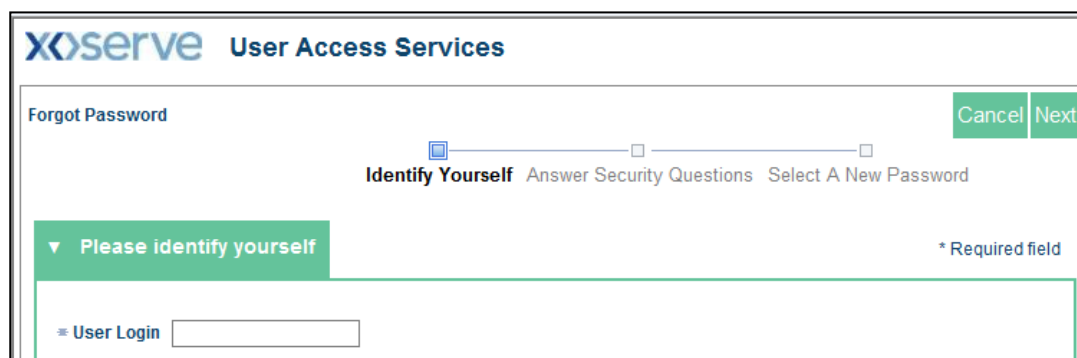 xoserve User Access Services
Forgot Password
Cancel Next
Identify Yourself Answer Security Questions Select A New Password
▼ Please identify yourself
* Required field
* User Login